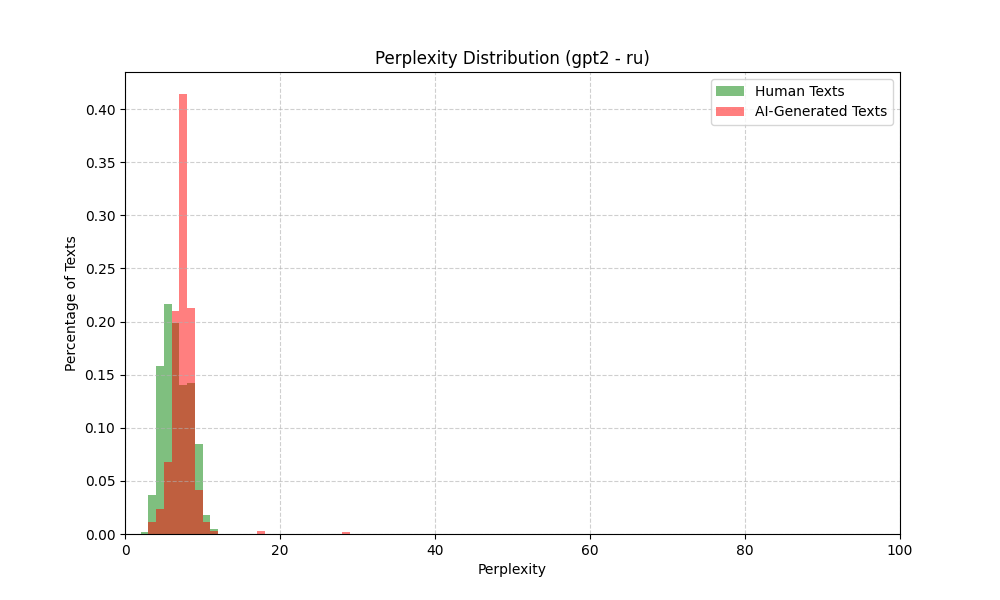 Perplexity Distribution (gpt2 - ru)
Human Texts
AI-Generated Texts
Percentage of Texts
0.40
0.35
0.30
0.25
0.20
0.15
0.10
0.05
0.00
0 20 40 60 80 100
Perplexity